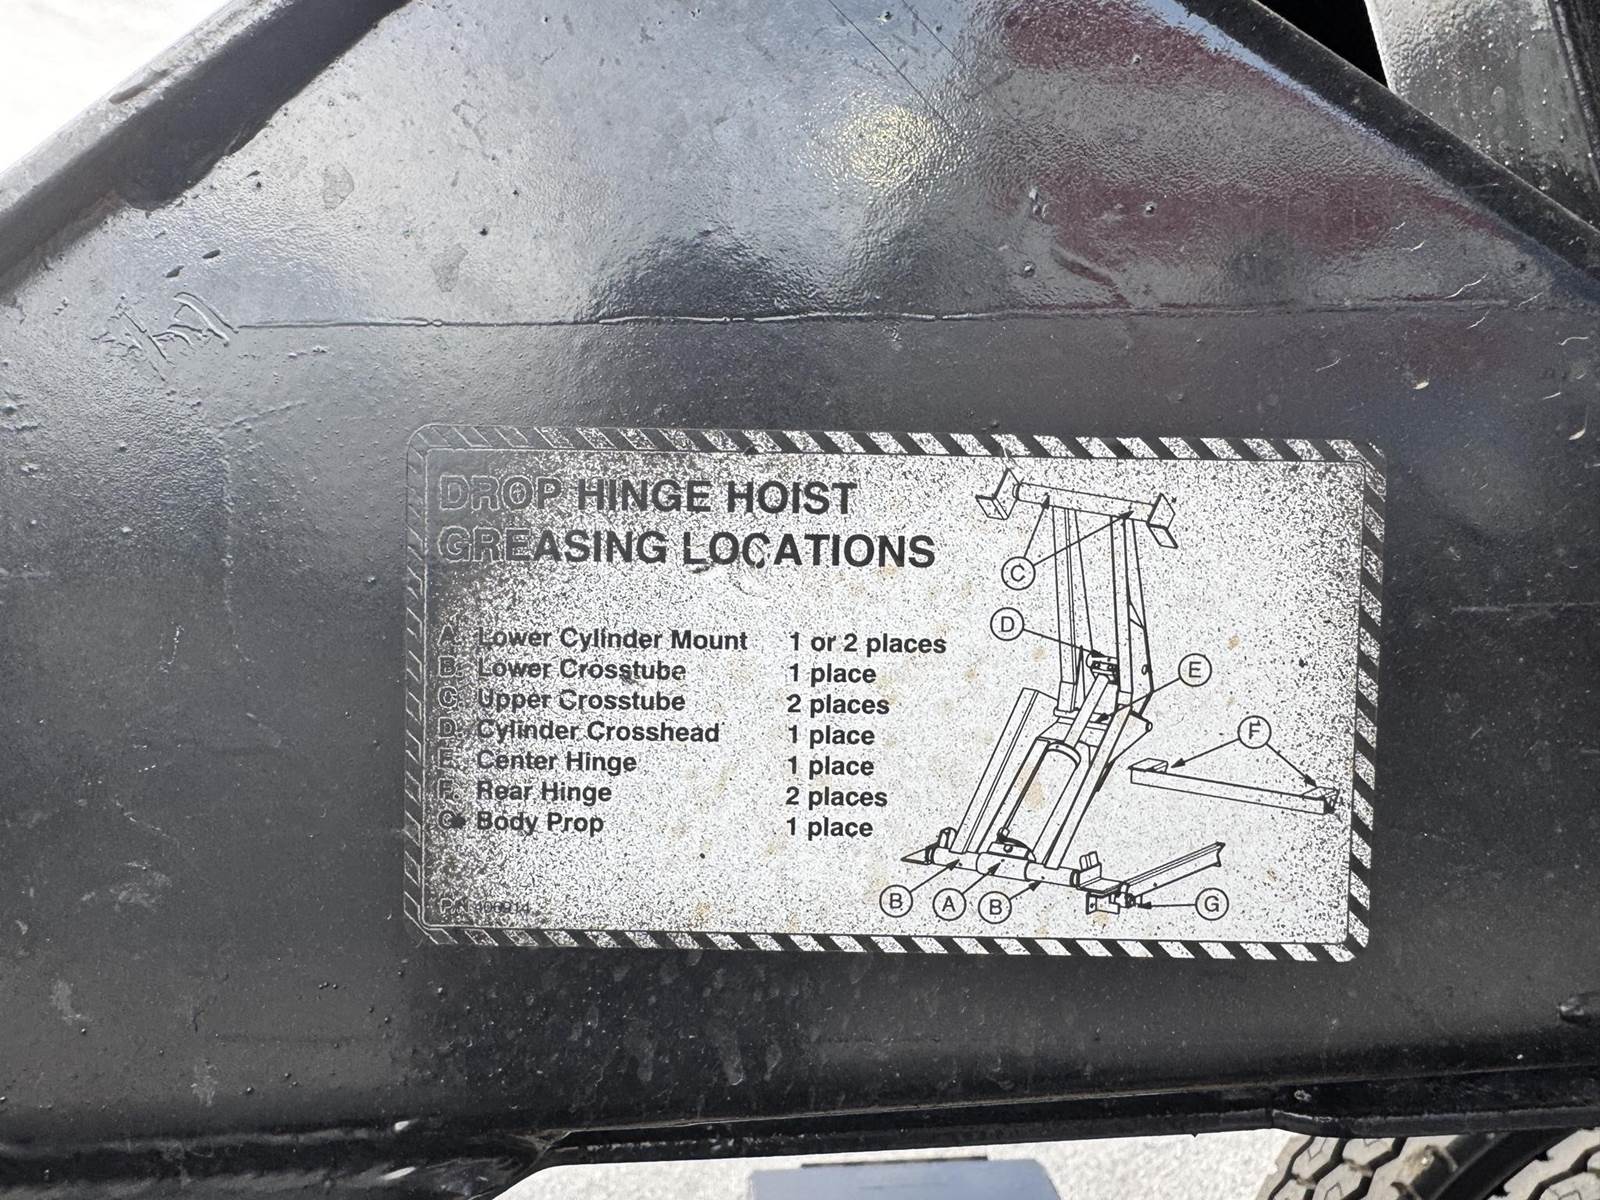 DROP HINGE HOIST
GREASING LOCATIONS
A. Lower Cylinder Mount 1 or 2 places
B. Lower Crosstube 1 place
C. Upper Crosstube 2 places
D. Cylinder Crosshead 1 place
E. Center Hinge 1 place
F. Rear Hinge 2 places
G. Body Prop 1 place
C
D
E
F
B
A
B
G
P/N